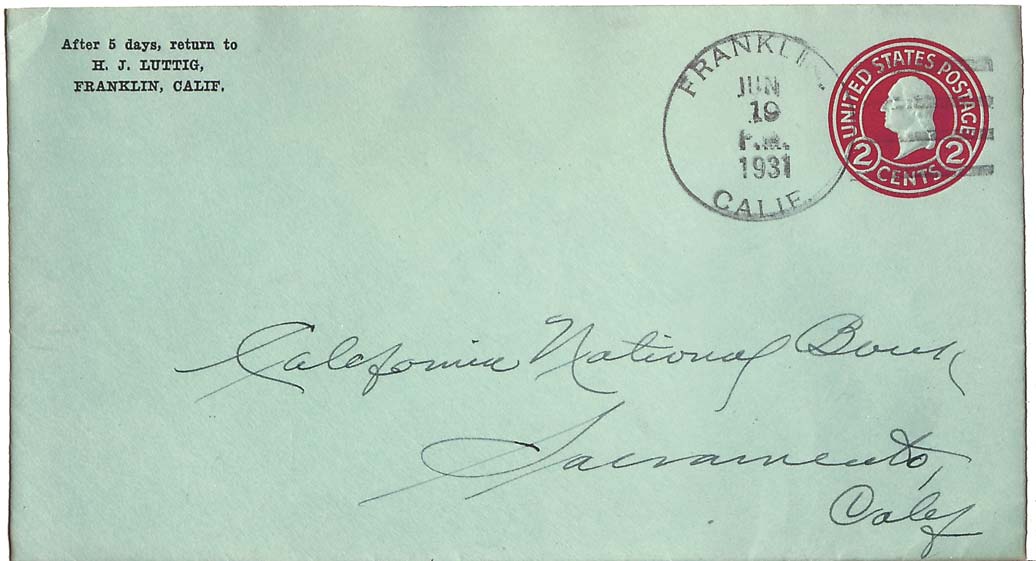 After 5 days, return to
H. J. LUTTIG,
FRANKLIN, CALIF.
FRANKLIN,
JUN
19
P.M.
1931
CALIF.
UNITED STATES POSTAGE
2 CENTS 2
California National Bank
Sacramento,
Calif